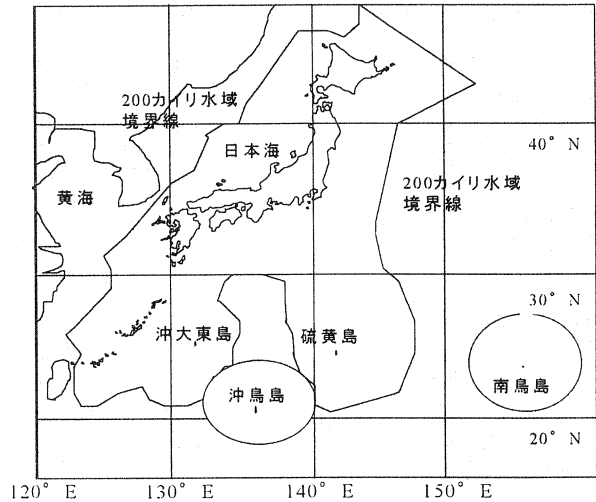 200カイリ水域
境界線
日本海
40° N
黄海
200カイリ水域
境界線
30° N
沖大東島
硫黄島
沖鳥島
南鳥島
20° N
120° E
130° E
140° E
150° E